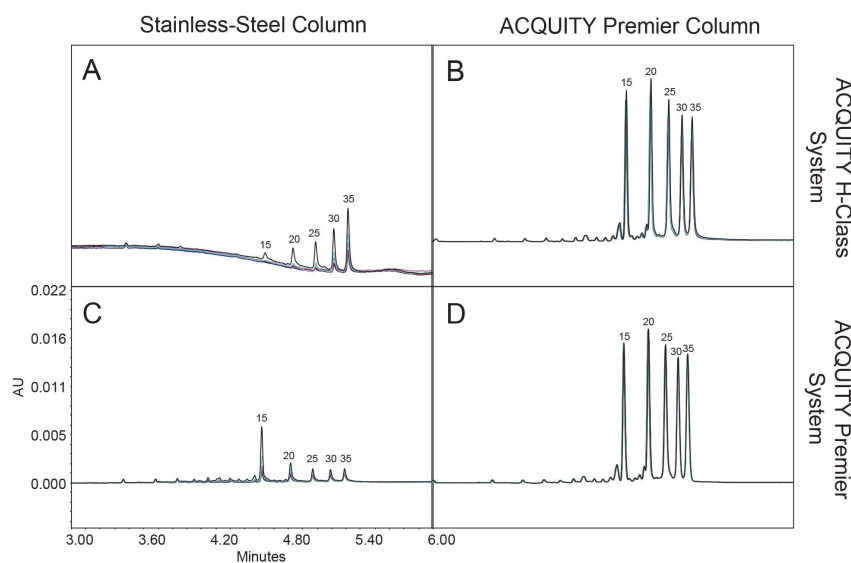 Stainless-Steel Column
ACQUITY Premier Column
A
15
20
25
30
35
B
15
20
25
30
35
ACQUITY H-Class
System
C
15
20
25
30
35
D
15
20
25
30
35
ACQUITY Premier
System
0.022
0.016
0.011
0.005
0.000
AU
3.00
3.60
4.20
4.80
5.40
6.00
Minutes